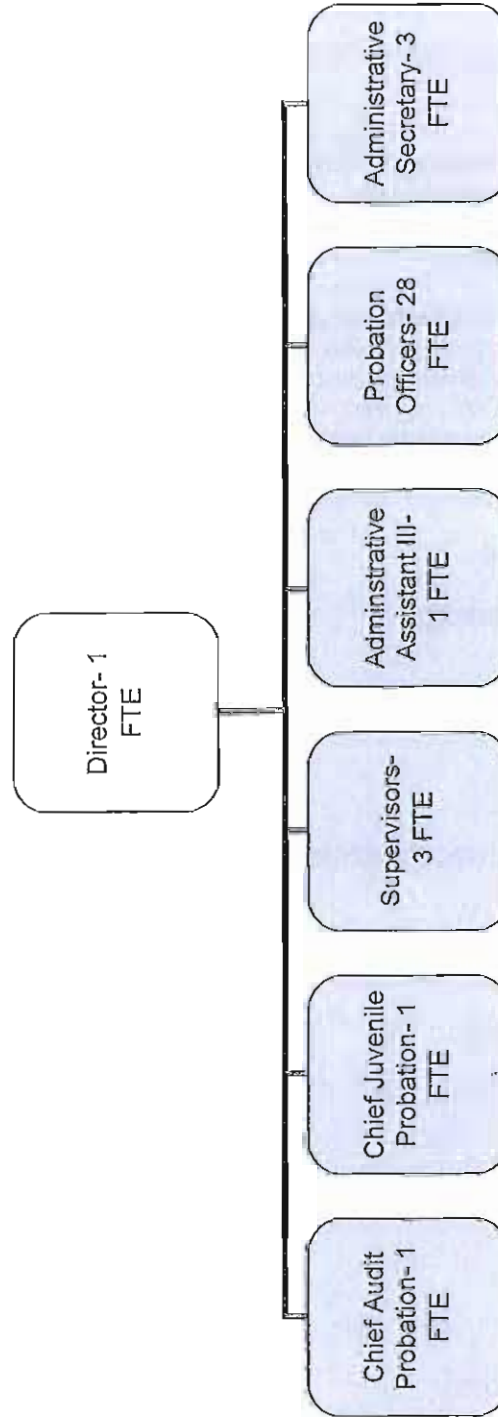 Director- 1
FTE
Chief Audit
Probation- 1
FTE
Chief Juvenile
Probation- 1
FTE
Supervisors-
3 FTE
Adminstrative
Assistant III-
1 FTE
Probation
Officers- 28
FTE
Administrative
Secretary- 3
FTE